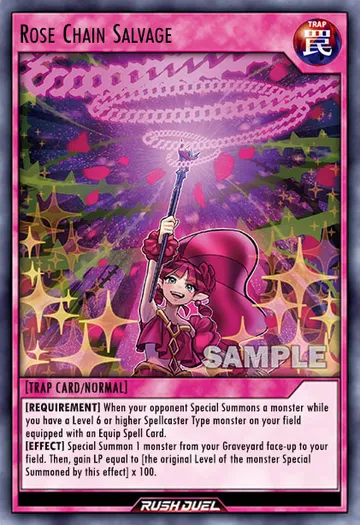 Rose Chain Salvage
TRAP
罠
SAMPLE
[TRAP CARD/NORMAL]
[REQUIREMENT] When your opponent Special Summons a monster while
you have a Level 6 or higher Spellcaster Type monster on your field
equipped with an Equip Spell Card.
[EFFECT] Special Summon 1 monster from your Graveyard face-up to your
field. Then, gain LP equal to [the original Level of the monster Special
Summoned by this effect] x 100.
RUSH DUEL